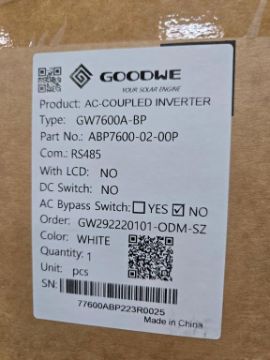 GOODWE
YOUR SOLAR ENGINE
Product: AC-COUPLED INVERTER
Type: GW7600A-BP
Part No.: ABP7600-02-00P
Com.: RS485
With LCD: NO
DC Switch: NO
AC Bypass Switch: ☐ YES ☑ NO
Order: GW292220101-ODM-SZ
Color: WHITE
Quantity: 1
Unit: pcs
SN:
77600ABP223R0025
Made in China